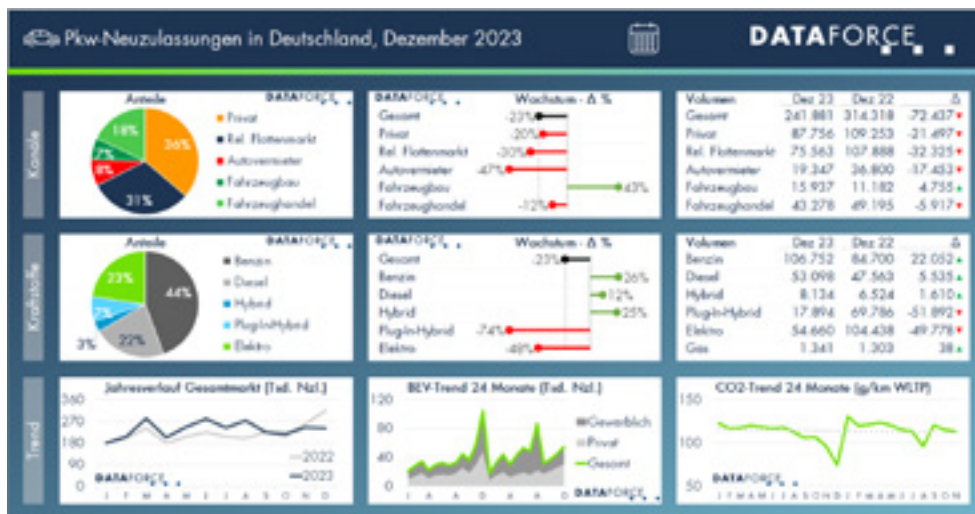 Pkw-Neuzulassungen in Deutschland, Dezember 2023
DATAFORCE
Kanäle
Anteile
DATAFORCE
36%
31%
8%
7%
18%
Privat
Rel. Flottenmarkt
Autovermieter
Fahrzeugbau
Fahrzeughandel
DATAFORCE
Wachstum - Δ %
Gesamt -23%
Privat -20%
Rel. Flottenmarkt -30%
Autovermieter -47%
Fahrzeugbau 43%
Fahrzeughandel -12%
Volumen Dez 23 Dez 22 Δ
Gesamt 241.881 314.318 -72.437
Privat 87.756 109.253 -21.497
Rel. Flottenmarkt 75.563 107.888 -32.325
Autovermieter 19.347 36.800 -17.453
Fahrzeugbau 15.937 11.182 4.755
Fahrzeughandel 43.278 49.195 -5.917
Kraftstoffe
Anteile
DATAFORCE
44%
22%
3%
7%
23%
Benzin
Diesel
Hybrid
Plug-In-Hybrid
Elektro
DATAFORCE
Wachstum - Δ %
Gesamt -23%
Benzin 26%
Diesel 12%
Hybrid 25%
Plug-In-Hybrid -74%
Elektro -48%
Volumen Dez 23 Dez 22 Δ
Benzin 106.752 84.700 22.052
Diesel 53.098 47.563 5.535
Hybrid 8.134 6.524 1.610
Plug-In-Hybrid 17.894 69.786 -51.892
Elektro 54.660 104.438 -49.778
Gas 1.341 1.303 38
Trend
Jahresverlauf Gesamtmarkt (Tsd. Nzl.)
360
270
180
90
0
2022
2023
DATAFORCE
J F M A M J J A S O N D
BEV-Trend 24 Monate (Tsd. Nzl.)
120
80
40
0
Gewerblich
Privat
Gesamt
J A A D A A D
DATAFORCE
CO2-Trend 24 Monate (g/km WLTP)
150
100
50
DATAFORCE